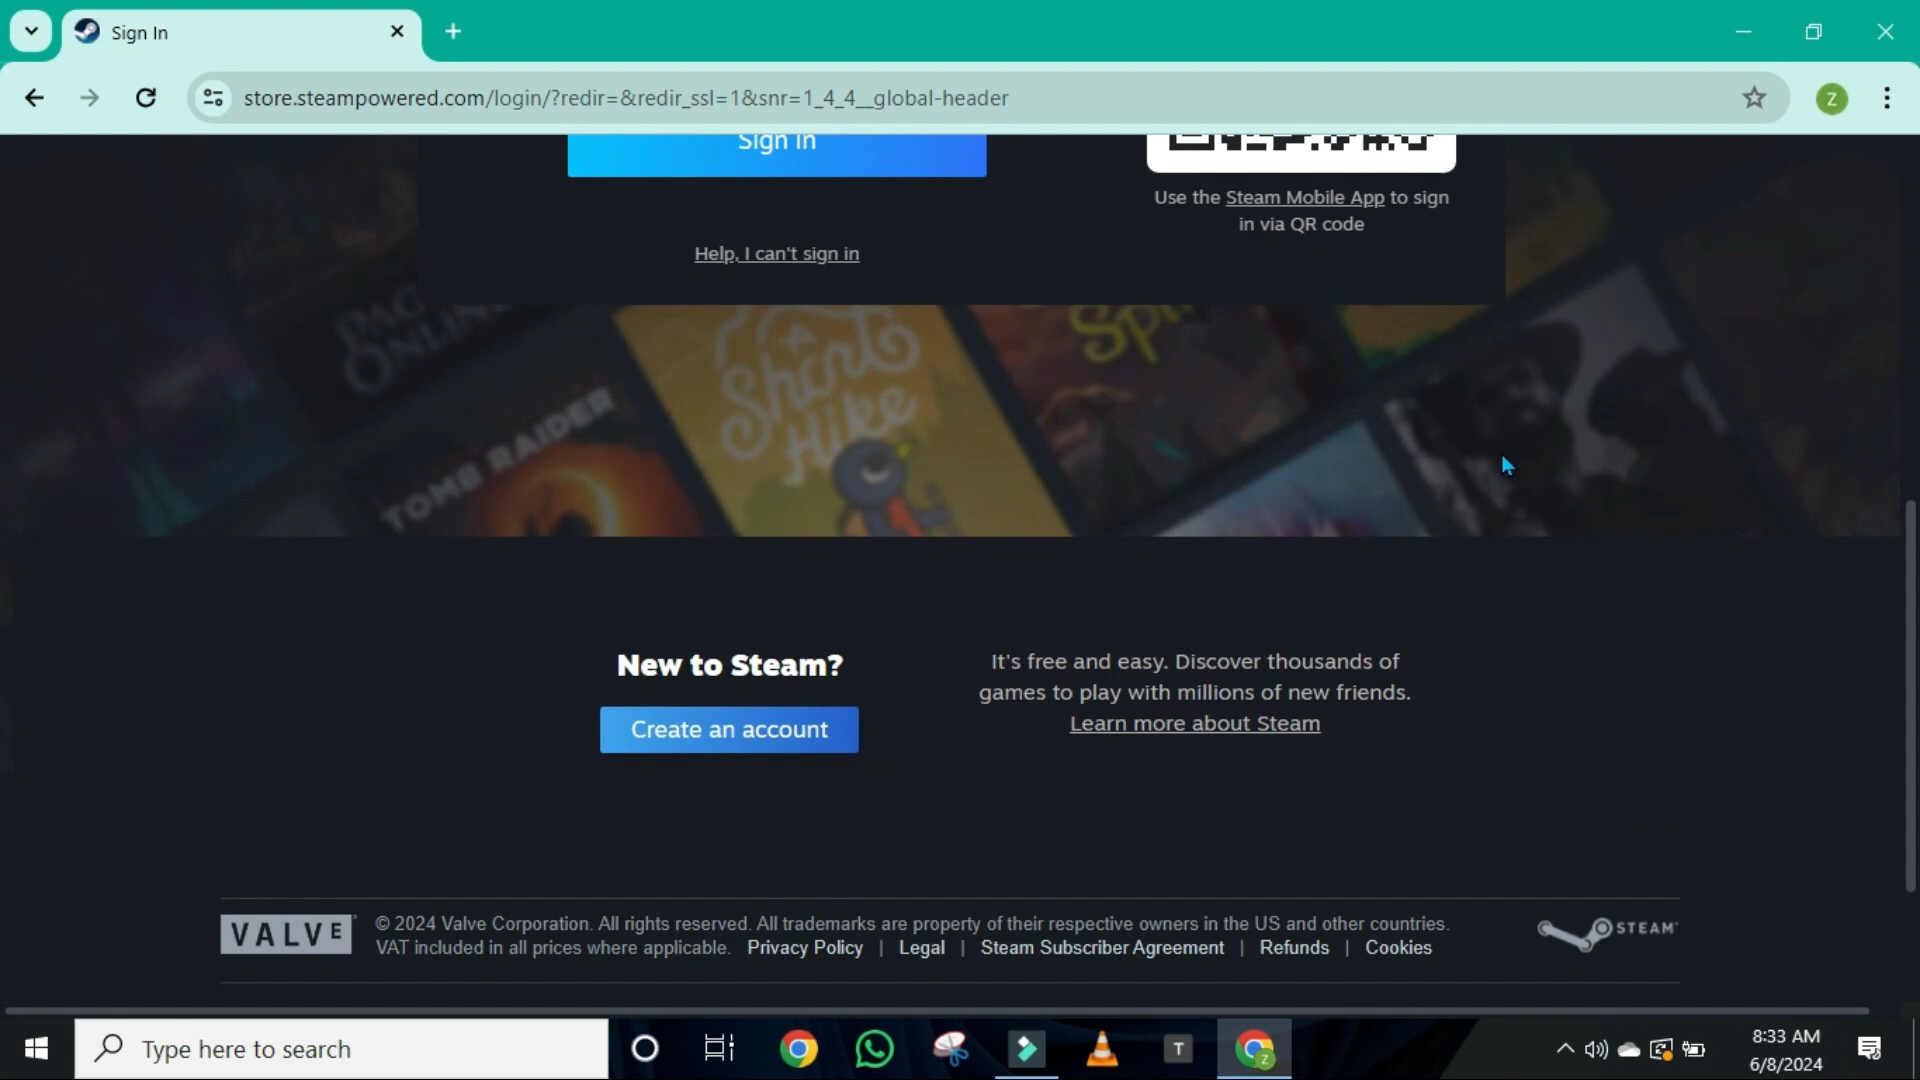 Sign In
store.steampowered.com/login/?redir=&redir_ssl=1&snr=1_4_4__global-header
Z
Sign in
Use the Steam Mobile App to sign
in via QR code
Help, I can't sign in
ONLINE
TOMB RAIDER
A Short Hike
New to Steam?
Create an account
It's free and easy. Discover thousands of
games to play with millions of new friends.
Learn more about Steam
VALVE
© 2024 Valve Corporation. All rights reserved. All trademarks are property of their respective owners in the US and other countries.
VAT included in all prices where applicable. Privacy Policy | Legal | Steam Subscriber Agreement | Refunds | Cookies
STEAM
Type here to search
T
Z
8:33 AM
6/8/2024